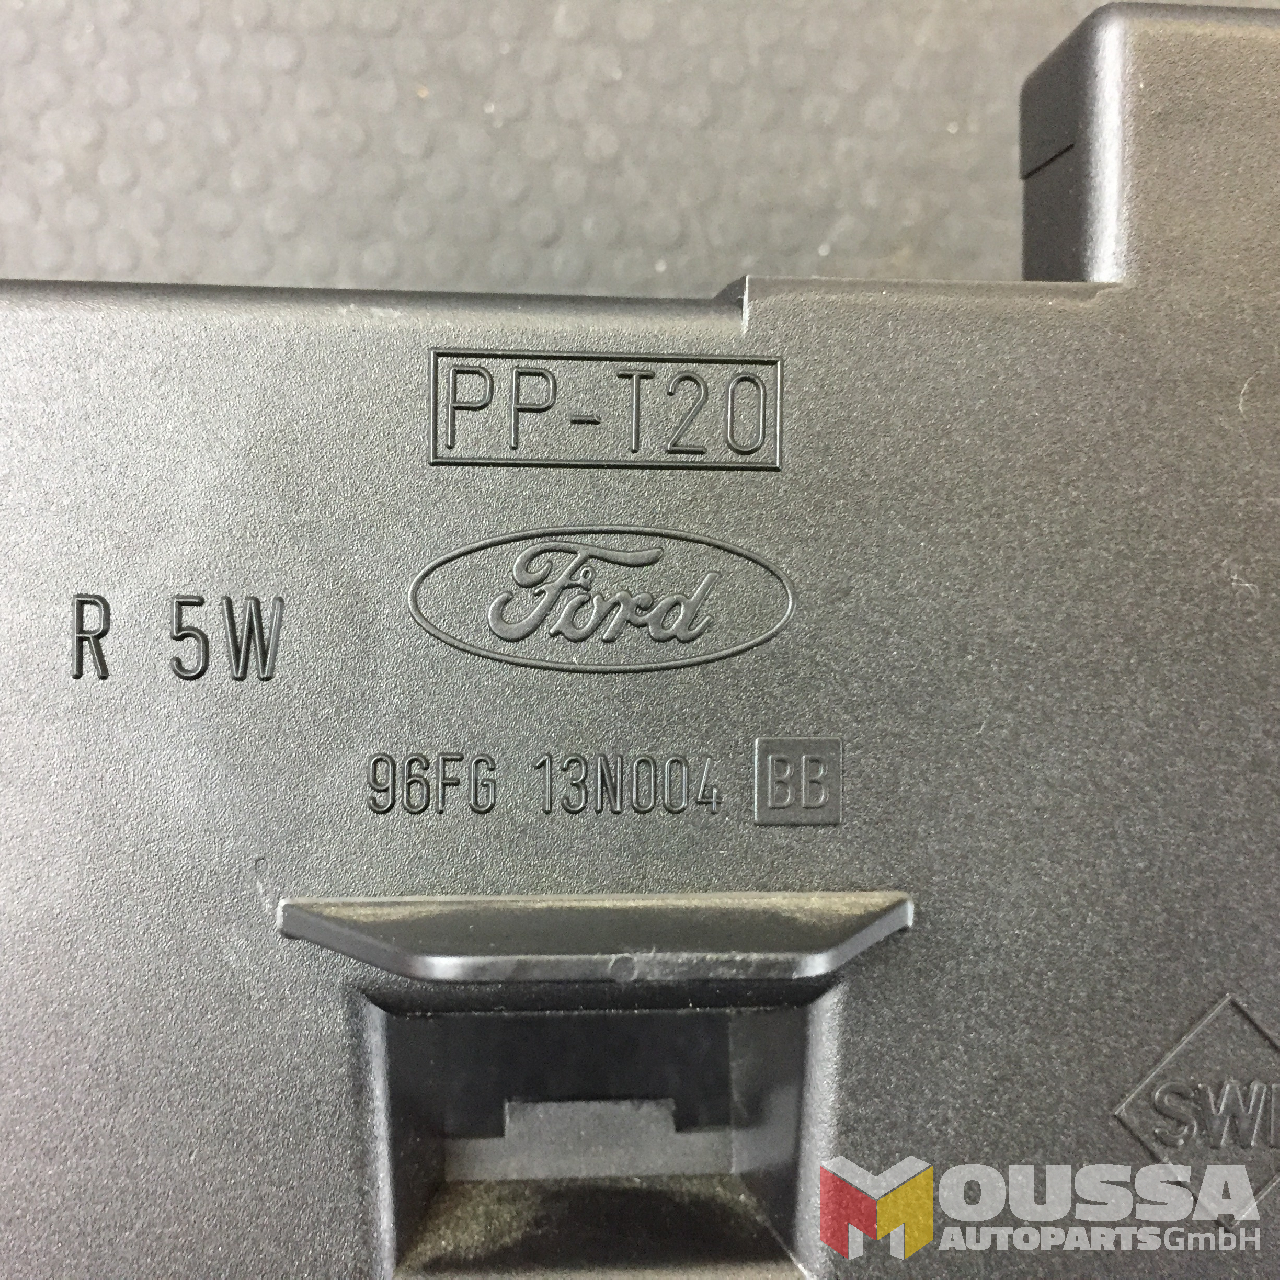 PP-T20
Ford
R 5W
96FG 13N004 BB
MOUSSA
AUTOPARTS GmbH